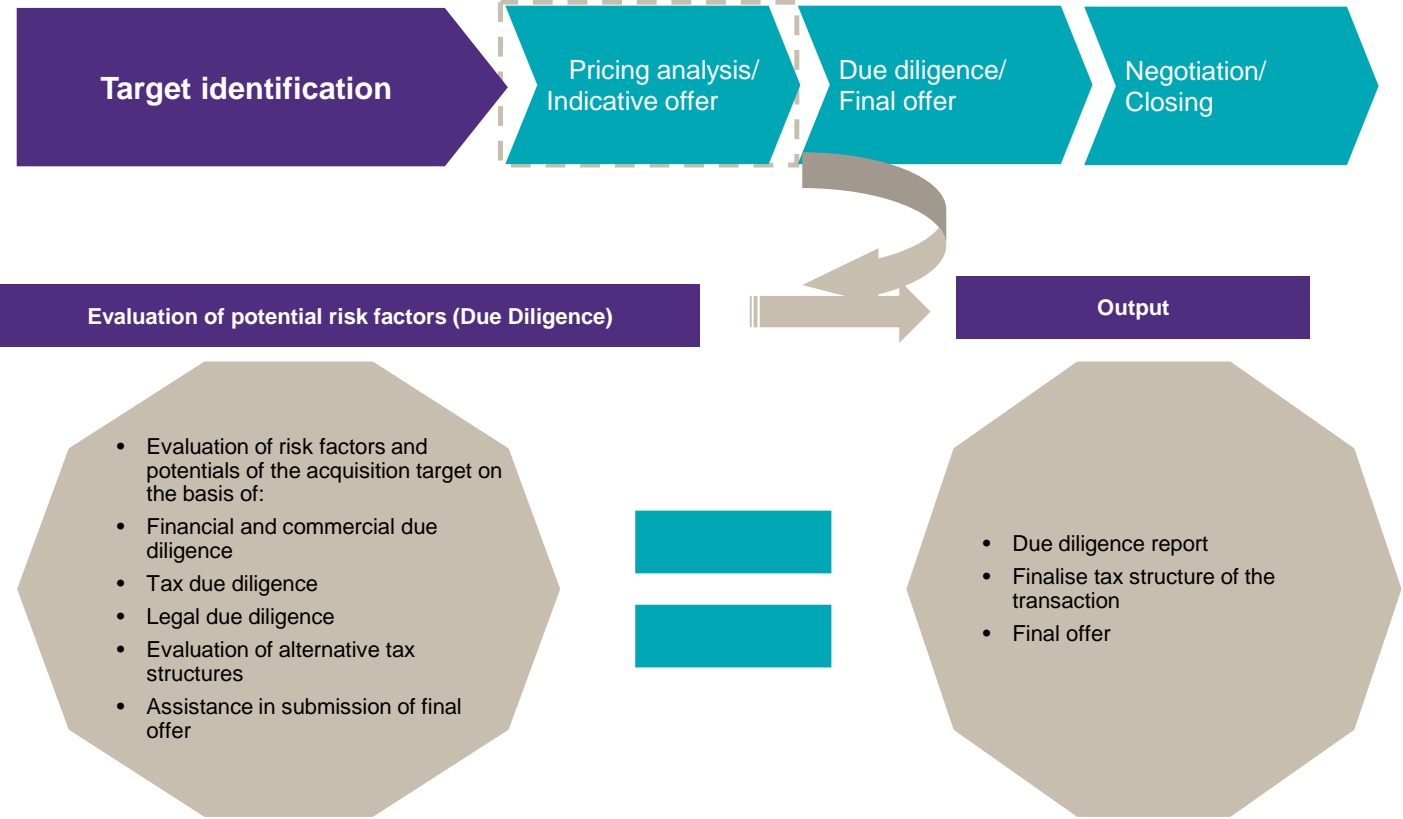 Target identification
Pricing analysis/
Indicative offer
Due diligence/
Final offer
Negotiation/
Closing
Evaluation of potential risk factors (Due Diligence)
Output
• Evaluation of risk factors and
potentials of the acquisition target on
the basis of:
• Financial and commercial due
diligence
• Tax due diligence
• Legal due diligence
• Evaluation of alternative tax
structures
• Assistance in submission of final
offer
• Due diligence report
• Finalise tax structure of the
transaction
• Final offer